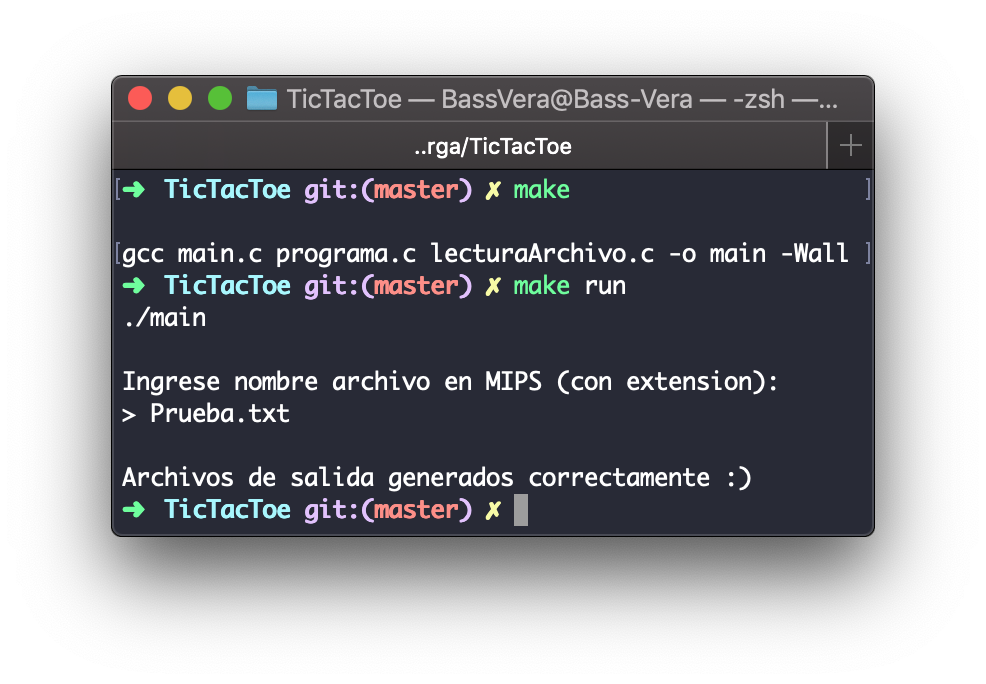 TicTacToe — BassVera@Bass-Vera — -zsh —...
..rga/TicTacToe
➜ TicTacToe git:(master) ✗ make
gcc main.c programa.c lecturaArchivo.c -o main -Wall
➜ TicTacToe git:(master) ✗ make run
./main
Ingrese nombre archivo en MIPS (con extension):
> Prueba.txt
Archivos de salida generados correctamente :)
➜ TicTacToe git:(master) ✗